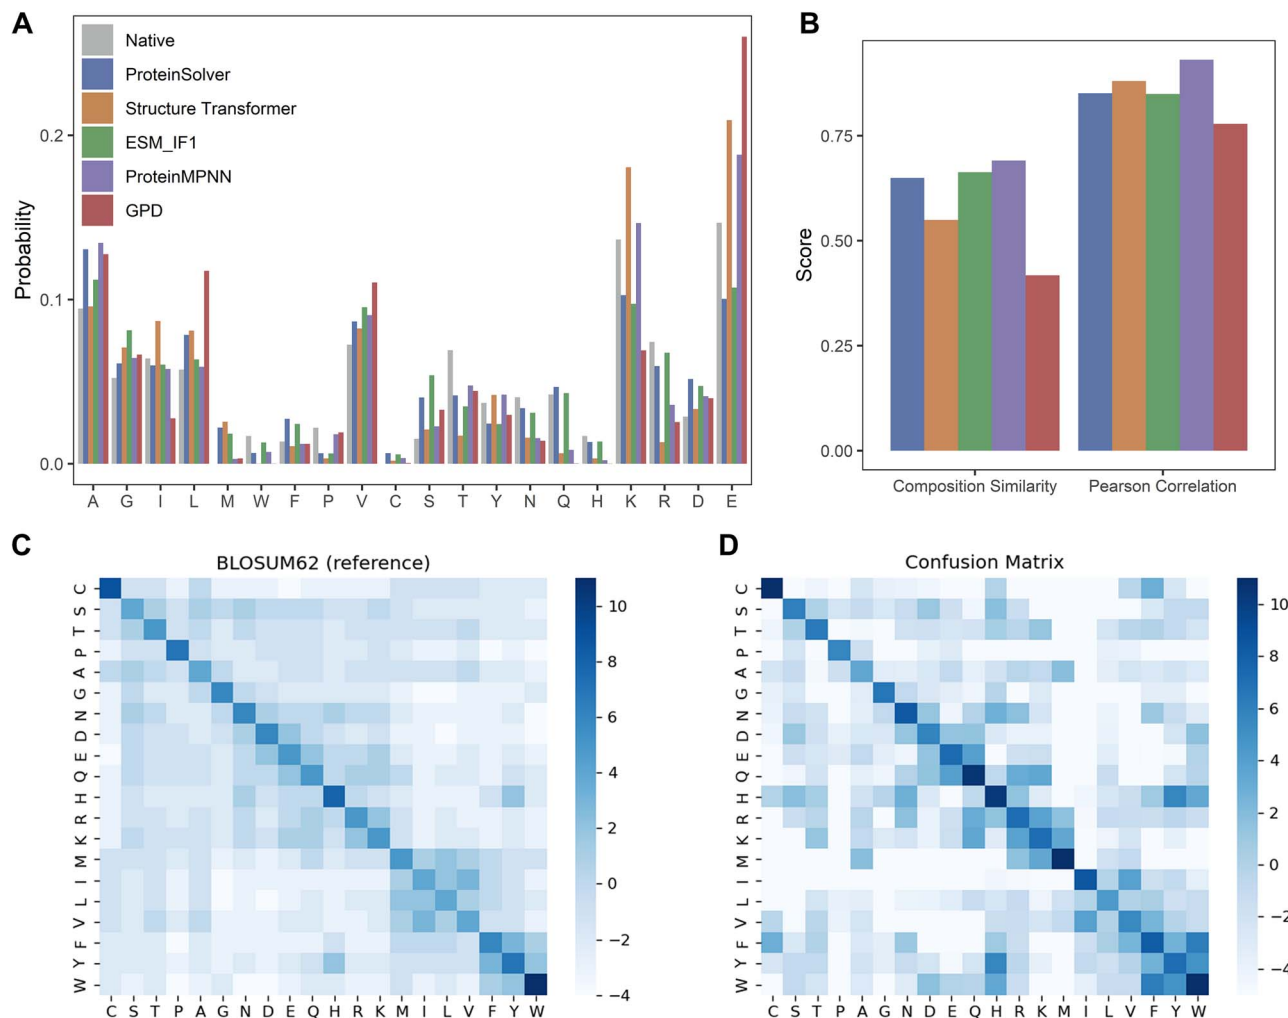 A
Native
ProteinSolver
Structure Transformer
ESM_IF1
ProteinMPNN
GPD
Probability
0.2
0.1
0.0
A G I L M W F P V C S T Y N Q H K R D E
B
Score
0.75
0.50
0.25
0.00
Composition Similarity Pearson Correlation
C
BLOSUM62 (reference)
C
S
T
P
A
G
N
D
E
Q
H
R
K
M
I
L
V
F
Y
W
C S T P A G N D E Q H R K M I L V F Y W
10
8
6
4
2
0
−2
−4
D
Confusion Matrix
C
S
T
P
A
G
N
D
E
Q
H
R
K
M
I
L
V
F
Y
W
C S T P A G N D E Q H R K M I L V F Y W
10
8
6
4
2
0
−2
−4